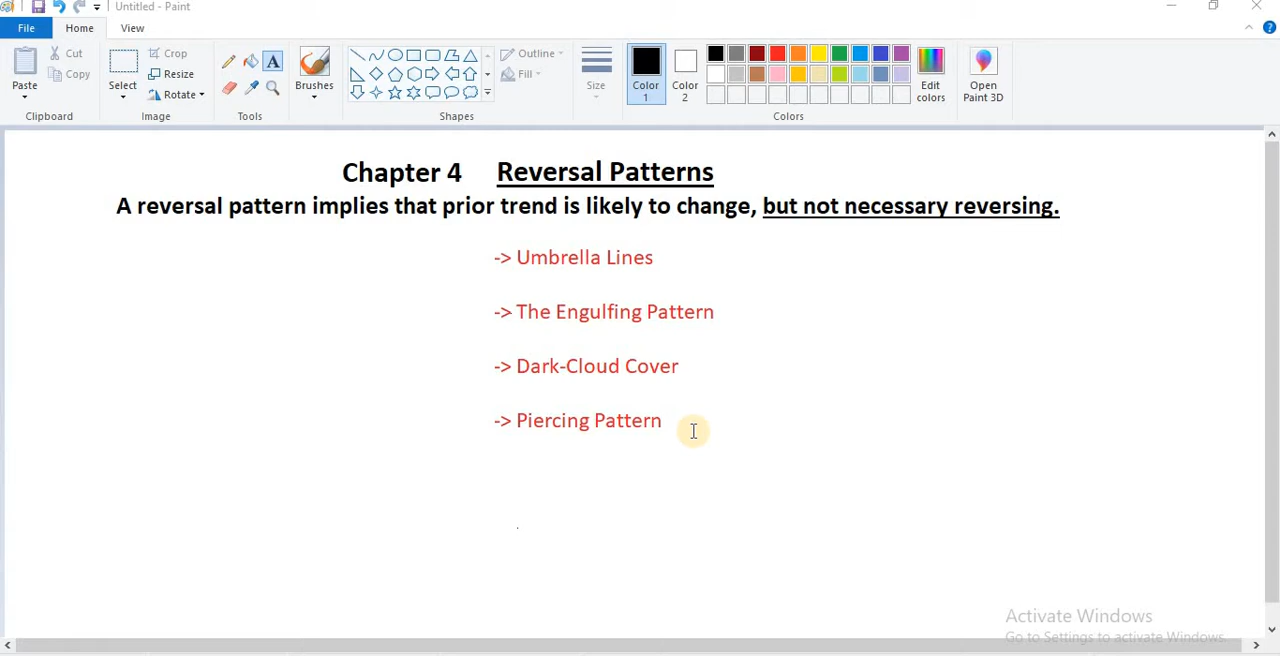 Untitled - Paint
File Home View
Paste Cut Copy Select Crop Resize Rotate A Brushes Outline Fill Size Color 1 Color 2 Edit colors Open Paint 3D
Clipboard Image Tools Shapes Colors
Chapter 4 Reversal Patterns
A reversal pattern implies that prior trend is likely to change, but not necessary reversing.
-> Umbrella Lines
-> The Engulfing Pattern
-> Dark-Cloud Cover
-> Piercing Pattern
Activate Windows
Go to Settings to activate Windows.